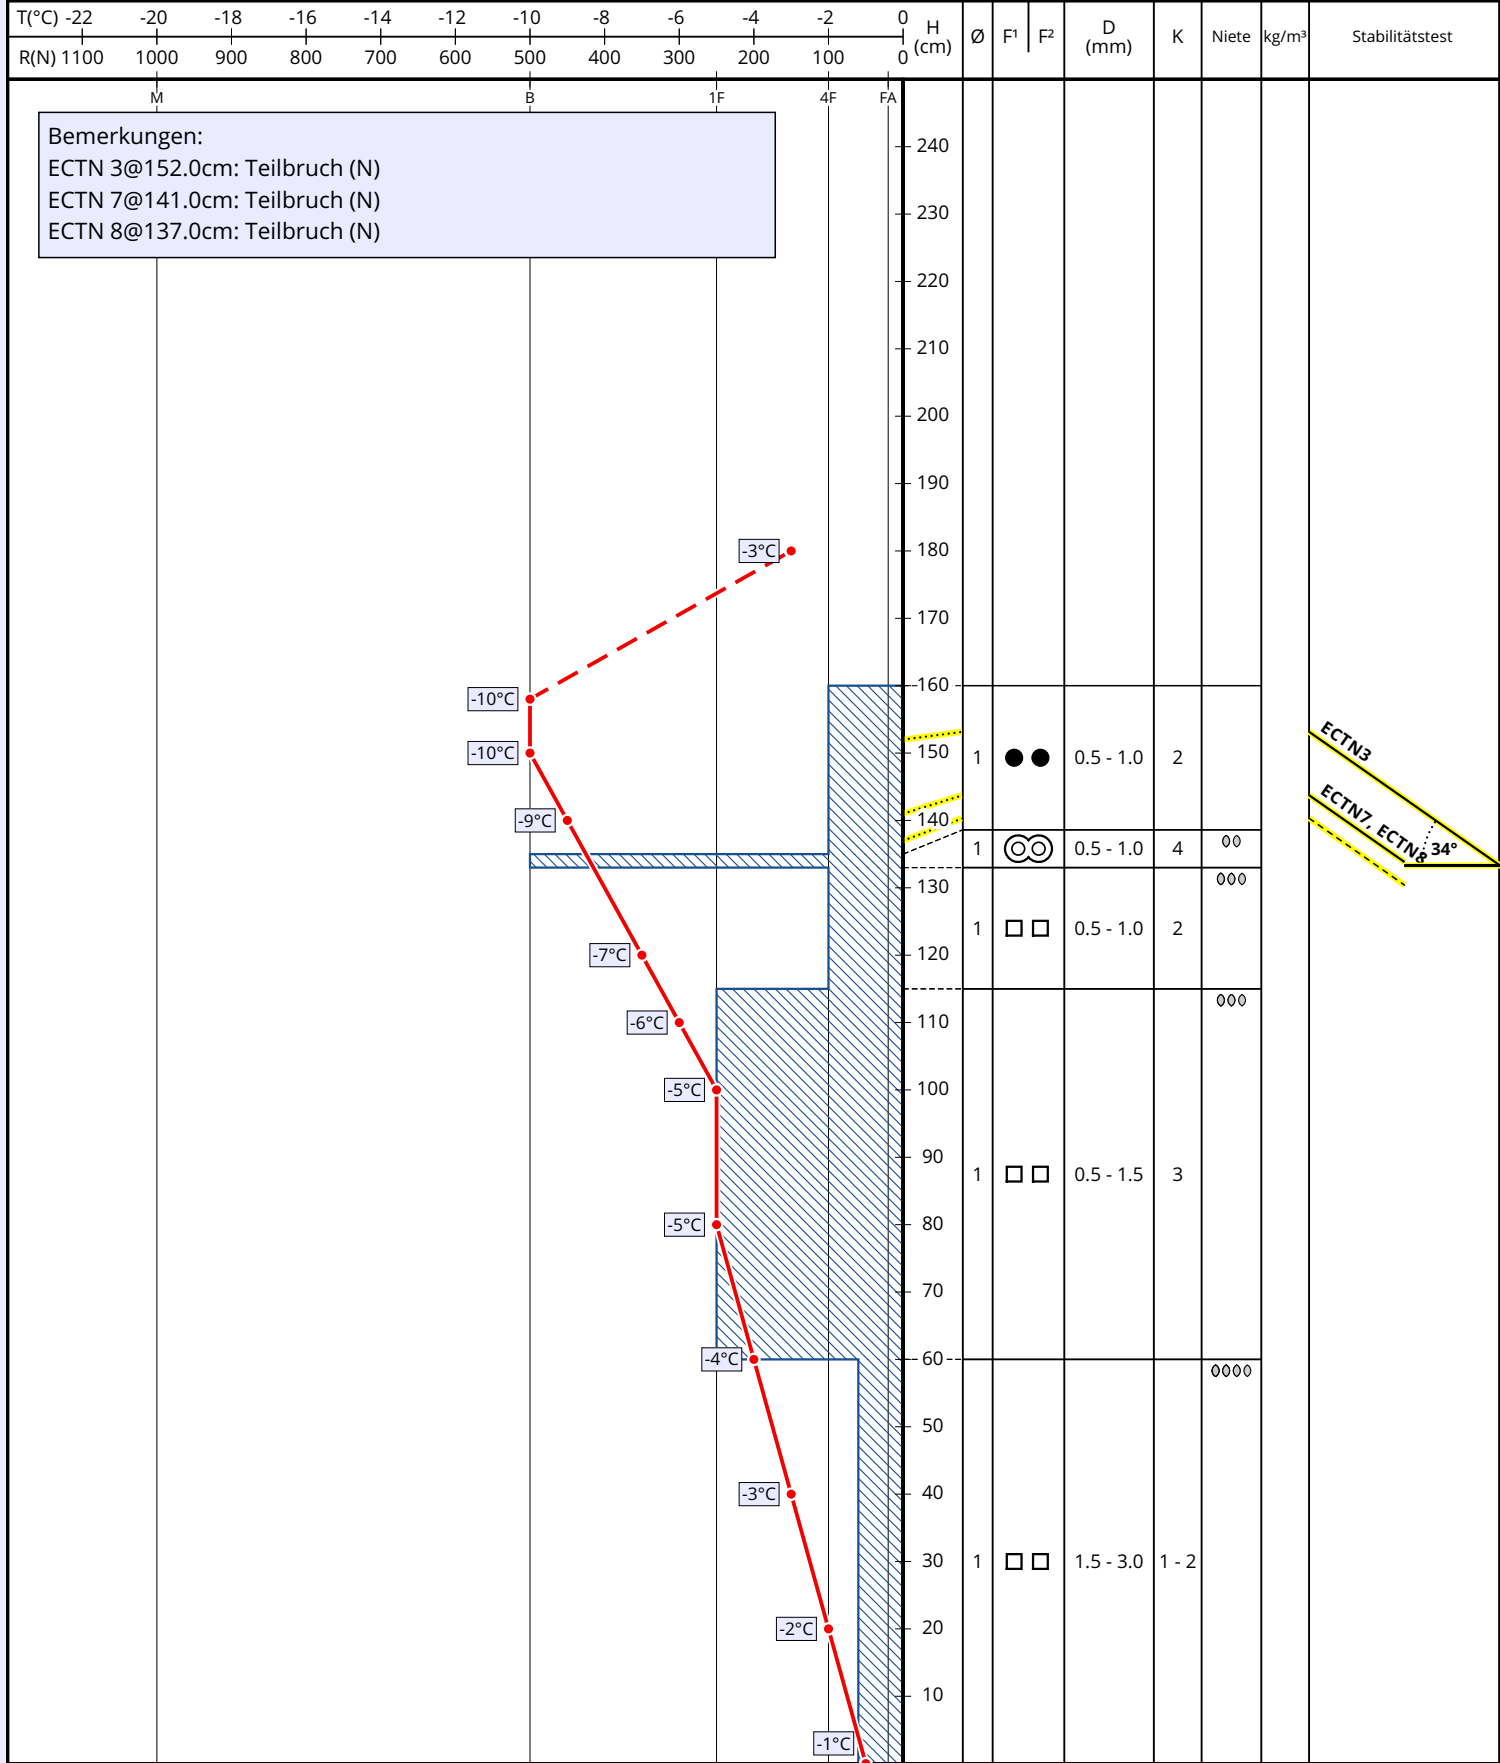 T(°C) -22 -20 -18 -16 -14 -12 -10 -8 -6 -4 -2 0
R(N) 1100 1000 900 800 700 600 500 400 300 200 100 0
H (cm) Ø F¹ F² D (mm) K Niete kg/m³ Stabilitätstest
M B 1F 4F FA
Bemerkungen:
ECTN 3@152.0cm: Teilbruch (N)
ECTN 7@141.0cm: Teilbruch (N)
ECTN 8@137.0cm: Teilbruch (N)
240
230
220
210
200
190
-3°C 180
170
160
-10°C
ECTN3
-10°C 150 1 0.5 - 1.0 2
ECTN7, ECTN8
-9°C 140
1 0.5 - 1.0 4 34°
130
1 0.5 - 1.0 2
-7°C 120
-6°C 110
-5°C 100
90
1 0.5 - 1.5 3
-5°C 80
70
-4°C 60
50
-3°C 40
30 1 1.5 - 3.0 1 - 2
-2°C 20
10
-1°C